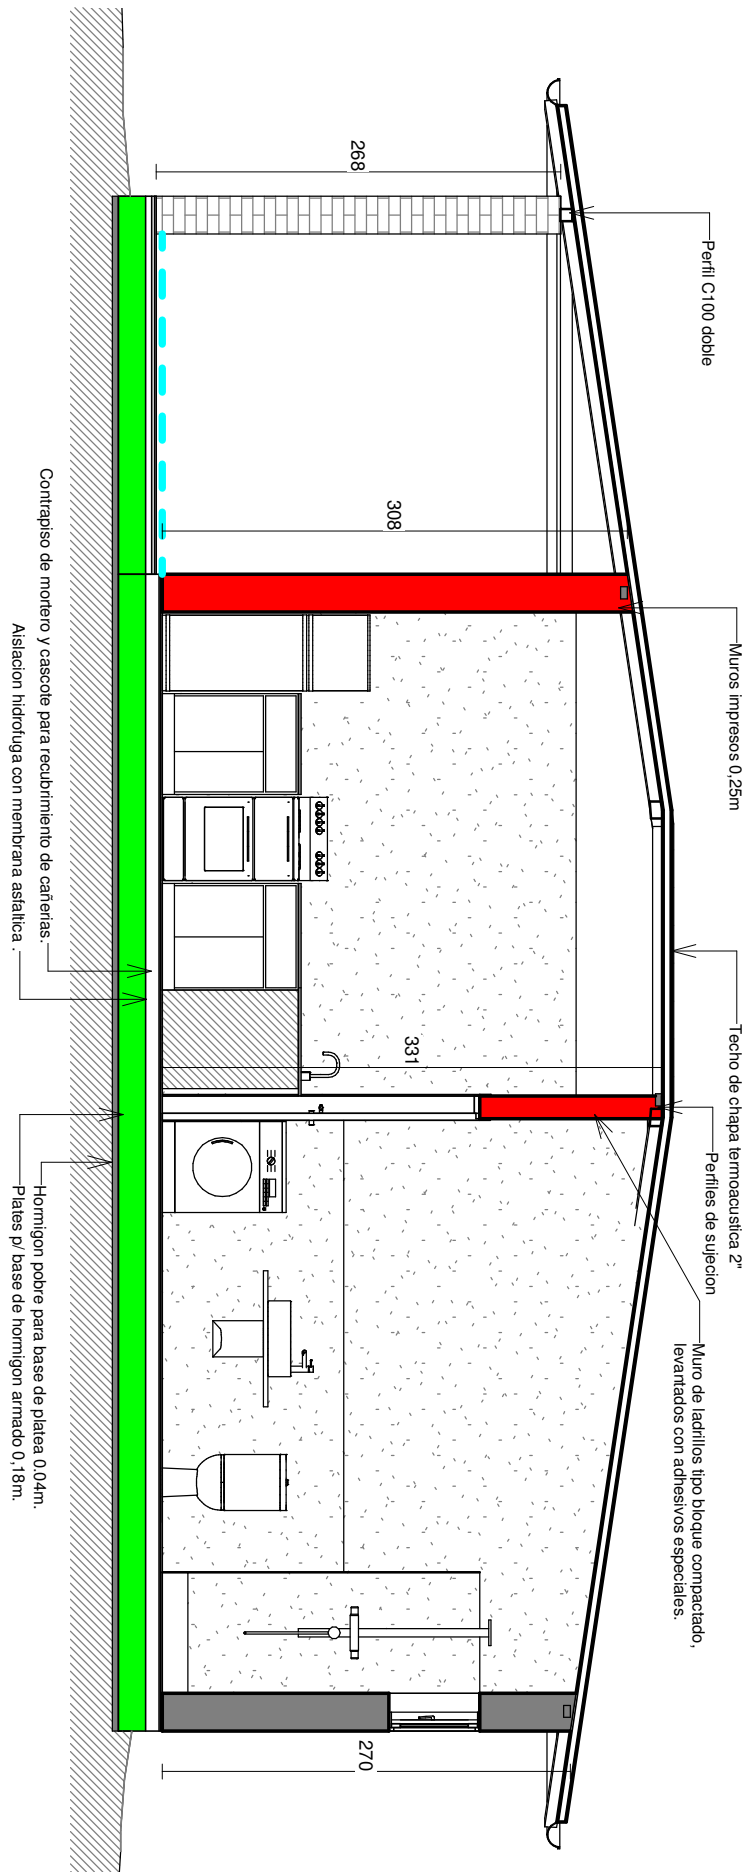 268
Perfil C100 doble
308
Muros impresos 0,25m
331
Techo de chapa termoacustica 2"
Perfiles de sujecion
Muro de ladrillos tipo bloque compactado,
levantados con adhesivos especiales.
270
Contrapiso de mortero y cascote para recubrimiento de cañerias.
Aislacion hidrofuga con membrana asfaltica .
Hormigon pobre para base de platea 0.04m.
Plates p/ base de hormigon armado 0,18m.